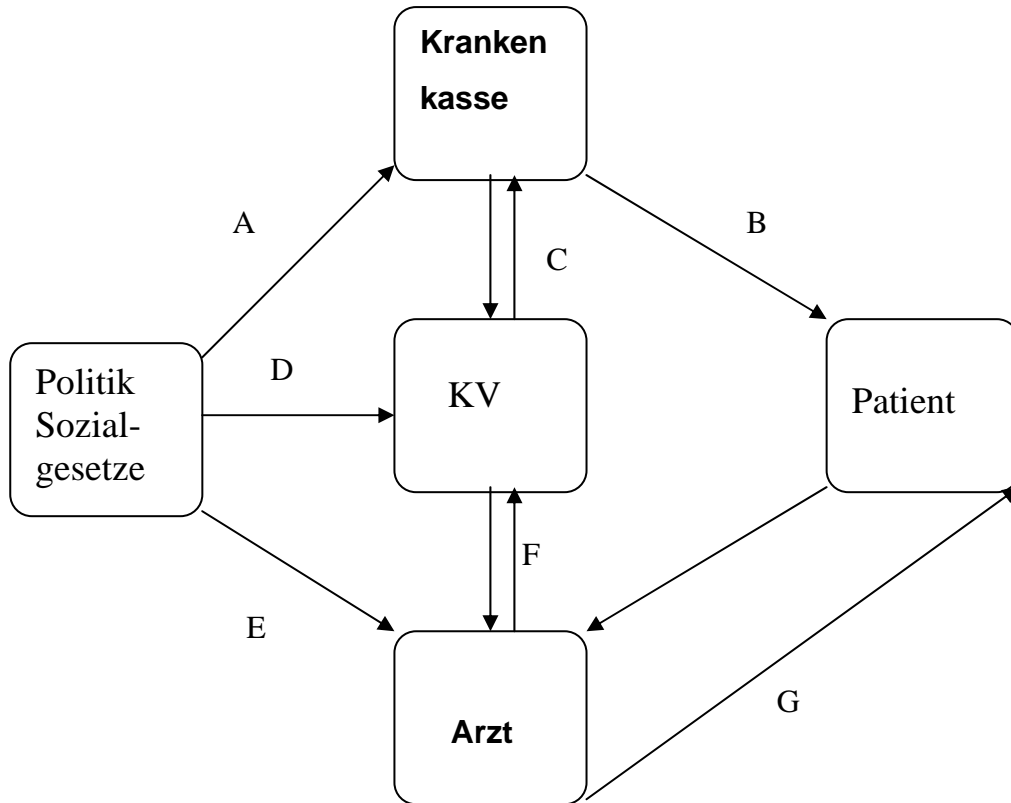 Kranken
kasse
A
B
C
D
KV
Politik
Sozial-
gesetze
Patient
F
E
G
Arzt